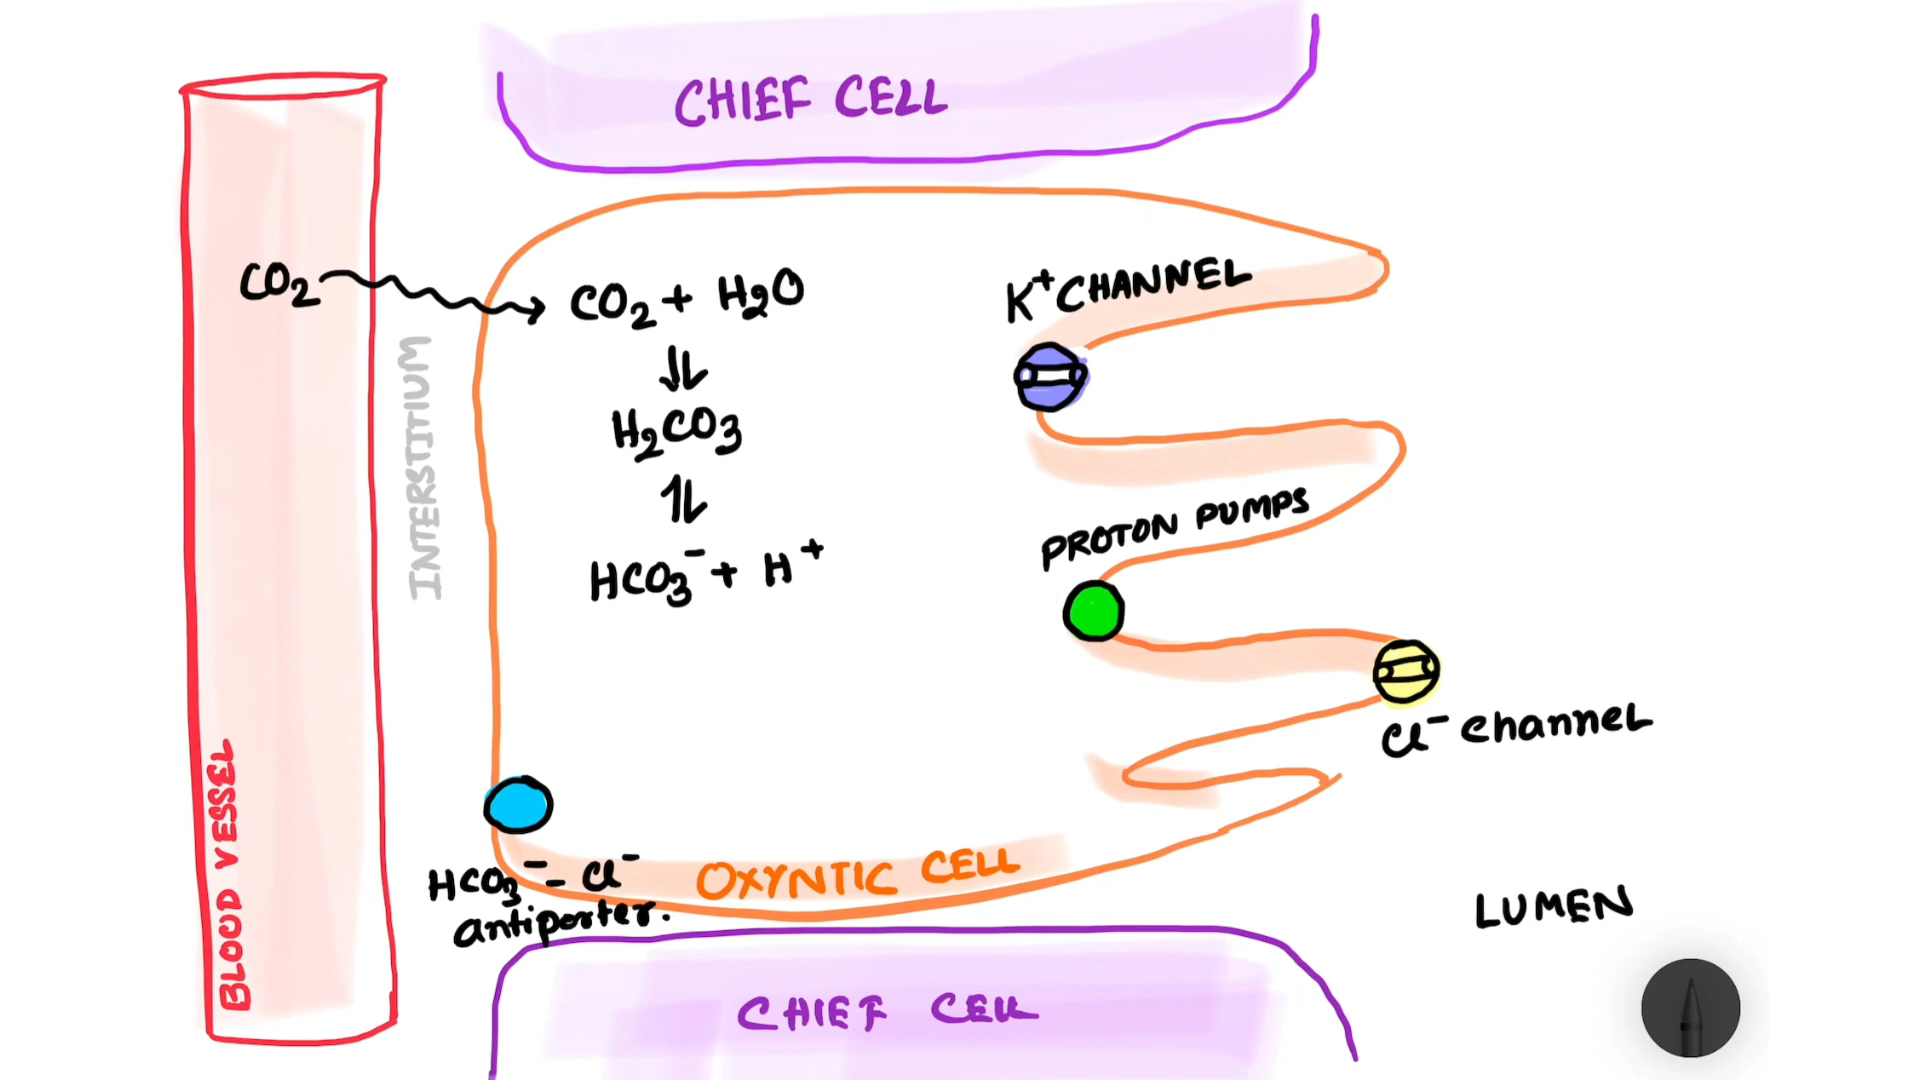 CHIEF CELL
CO₂
CO₂ + H₂O
K⁺ CHANNEL
INTERSTITIUM
H₂CO₃
HCO₃⁻ + H⁺
PROTON PUMPS
Cl⁻ channel
BLOOD VESSEL
OXYNTIC CELL
HCO₃⁻ - Cl⁻
antiporter.
LUMEN
CHIEF CELL